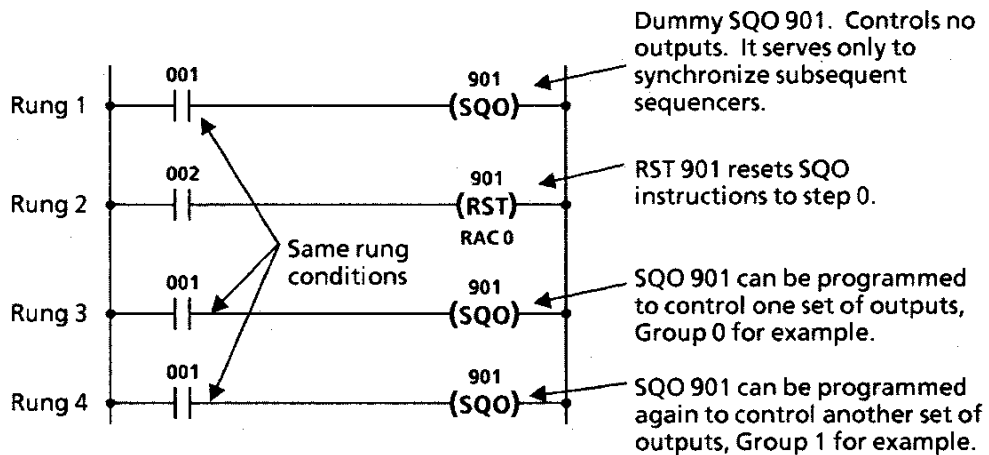 Dummy SQO 901. Controls no
outputs. It serves only to
synchronize subsequent
sequencers.
001
901
Rung 1
(SQO)
RST 901 resets SQO
instructions to step 0.
002
901
Rung 2
(RST)
RAC 0
Same rung
conditions
SQO 901 can be programmed
to control one set of outputs,
Group 0 for example.
001
901
Rung 3
(SQO)
SQO 901 can be programmed
again to control another set of
outputs, Group 1 for example.
001
901
Rung 4
(SQO)